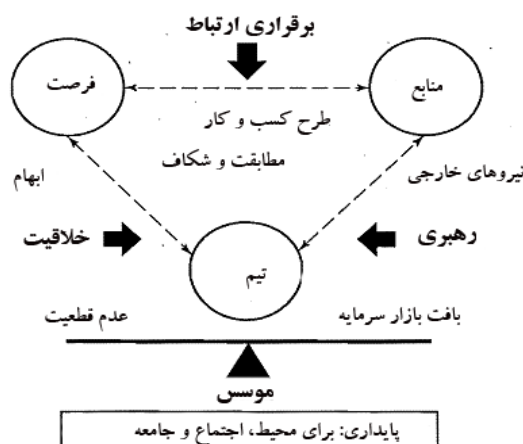 برقراری ارتباط
فرصت
منابع
طرح کسب و کار
مطابقت و شکاف
ابهام
نیروهای خارجی
خلاقیت
رهبری
تیم
عدم قطعیت
بافت بازار سرمایه
موسس
پایداری: برای محیط، اجتماع و جامعه